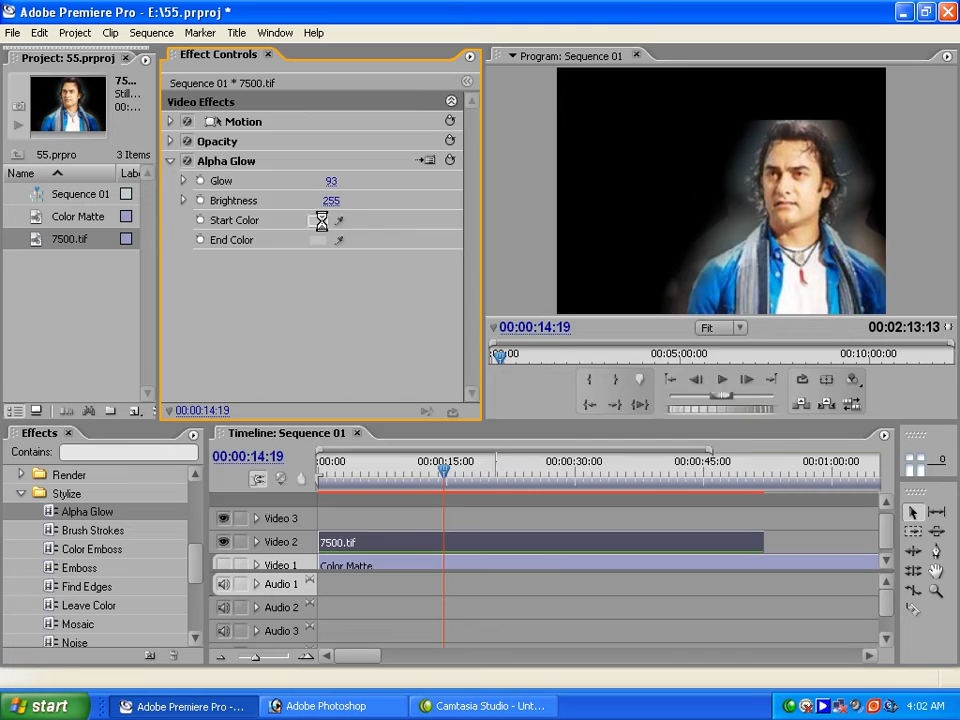 Adobe Premiere Pro - E:\55.prproj *
File Edit Project Clip Sequence Marker Title Window Help
Project: 55.prproj
75...
Still...
00:...
55.prpro 3 Items
Name Labe
Sequence 01
Color Matte
7500.tif
Effect Controls
Sequence 01 * 7500.tif
Video Effects
Motion
Opacity
Alpha Glow
Glow 93
Brightness 255
Start Color
End Color
00:00:14:19
Program: Sequence 01
00:00:14:19 Fit 00:02:13:13
:00 00:05:00:00 00:10:00:00
Effects
Contains:
Render
Stylize
Alpha Glow
Brush Strokes
Color Emboss
Emboss
Find Edges
Leave Color
Mosaic
Noise
Timeline: Sequence 01
00:00:14:19 :00:00 00:00:15:00 00:00:30:00 00:00:45:00 00:01:00:00
Video 3
Video 2 7500.tif
Video 1 Color Matte
Audio 1
Audio 2
Audio 3
0
start Adobe Premiere Pro -... Adobe Photoshop Camtasia Studio - Unt... 4:02 AM